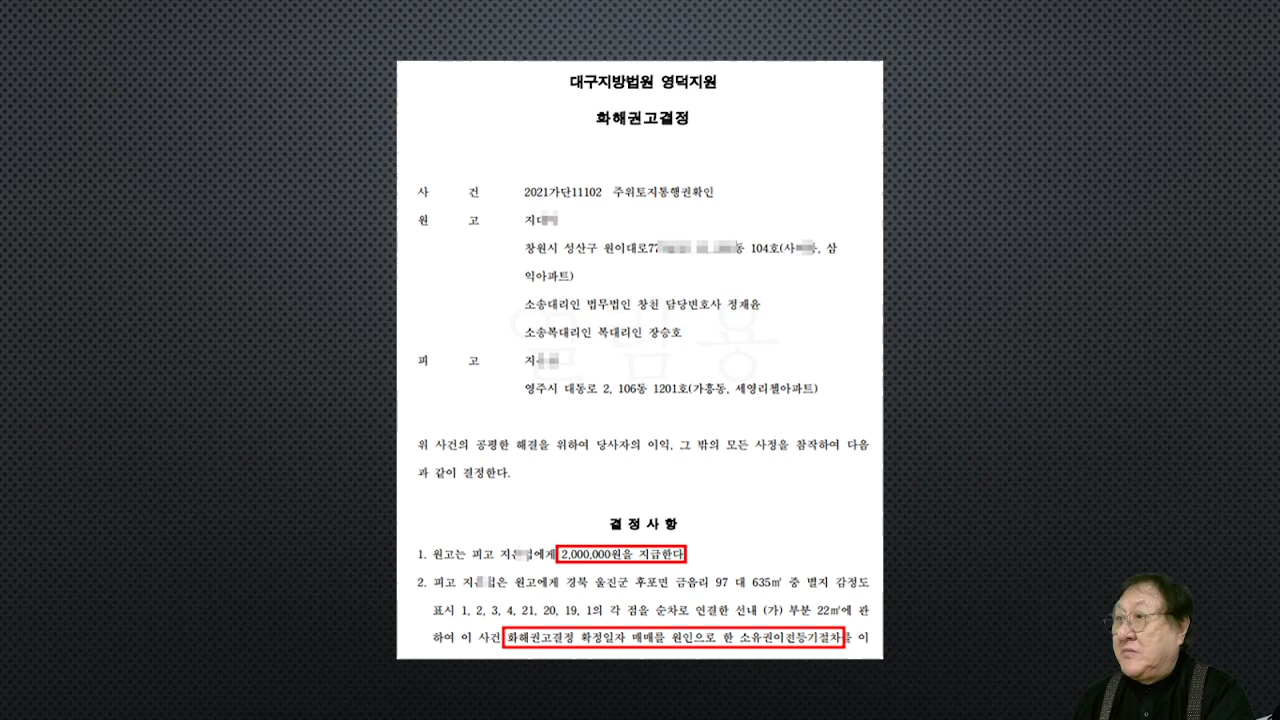 대구지방법원 영덕지원
화해권고결정
사 건 2021가단11102 주위토지통행권확인
원 고 지
창원시 성산구 원이대로77 동 104호(사 , 삼
익아파트)
소송대리인 법무법인 창천 담당변호사 정재윤
소송복대리인 복대리인 장승호
피 고 지
영주시 대동로 2, 106동 1201호(가흥동, 세영리첼아파트)
위 사건의 공평한 해결을 위하여 당사자의 이익, 그 밖의 모든 사정을 참작하여 다음
과 같이 결정한다.
결 정 사 항
1. 원고는 피고 지 에게 2,000,000원을 지급한다
2. 피고 지 은 원고에게 경북 울진군 후포면 금음리 97 대 635㎡ 중 별지 감정도
표시 1, 2, 3, 4, 21, 20, 19, 1의 각 점을 순차로 연결한 선내 (가) 부분 22㎡에 관
하여 이 사건 화해권고결정 확정일자 매매를 원인으로 한 소유권이전등기절차를 이
열람용